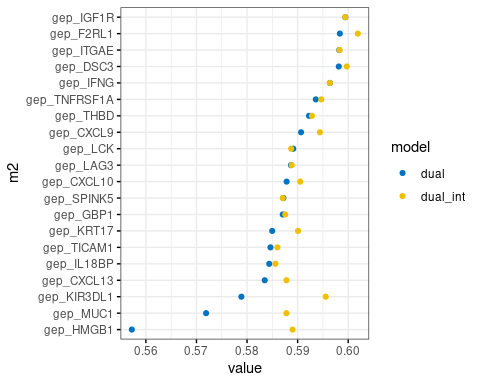 gep_IGF1R
gep_F2RL1
gep_ITGAE
gep_DSC3
gep_IFNG
gep_TNFRSF1A
gep_THBD
gep_CXCL9
gep_LCK
gep_LAG3
gep_CXCL10
gep_SPINK5
gep_GBP1
gep_KRT17
gep_TICAM1
gep_IL18BP
gep_CXCL13
gep_KIR3DL1
gep_MUC1
gep_HMGB1
m2
0.56 0.57 0.58 0.59 0.60
value
model
dual
dual_int